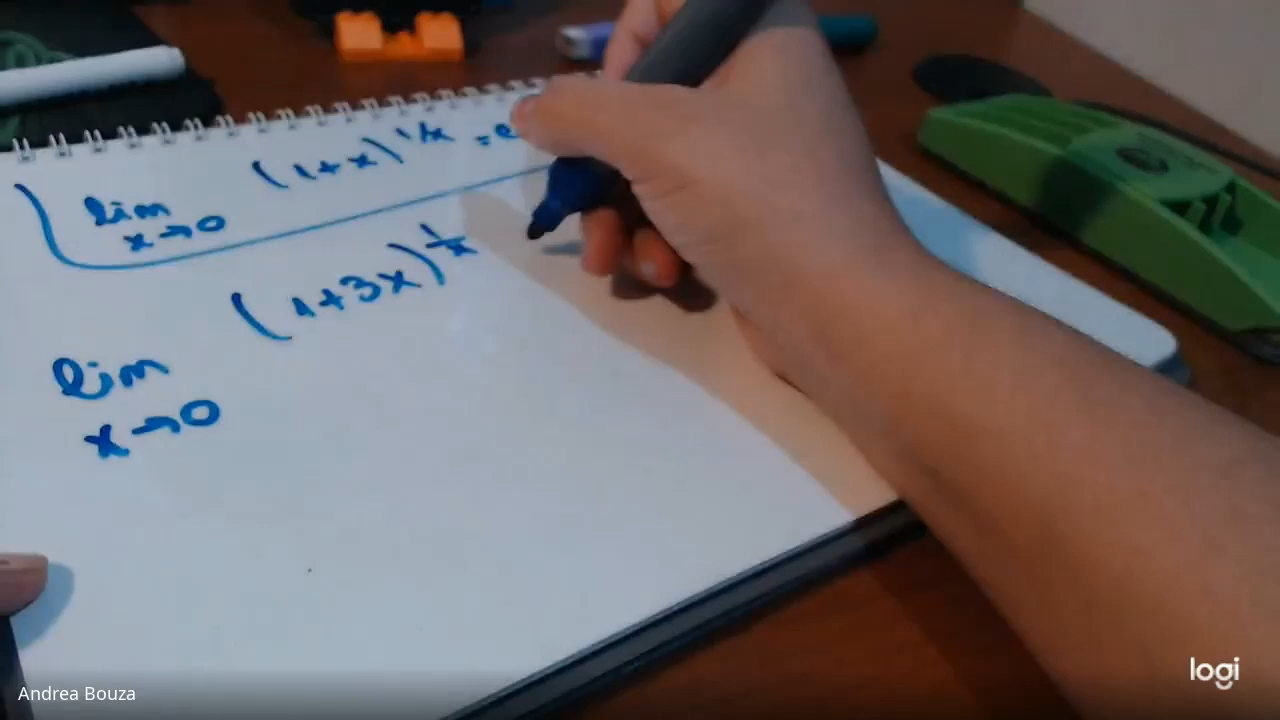 lim (1+x)^1/x = e
x→0
lim (1+3x)^1/x
x→0
Andrea Bouza
logi